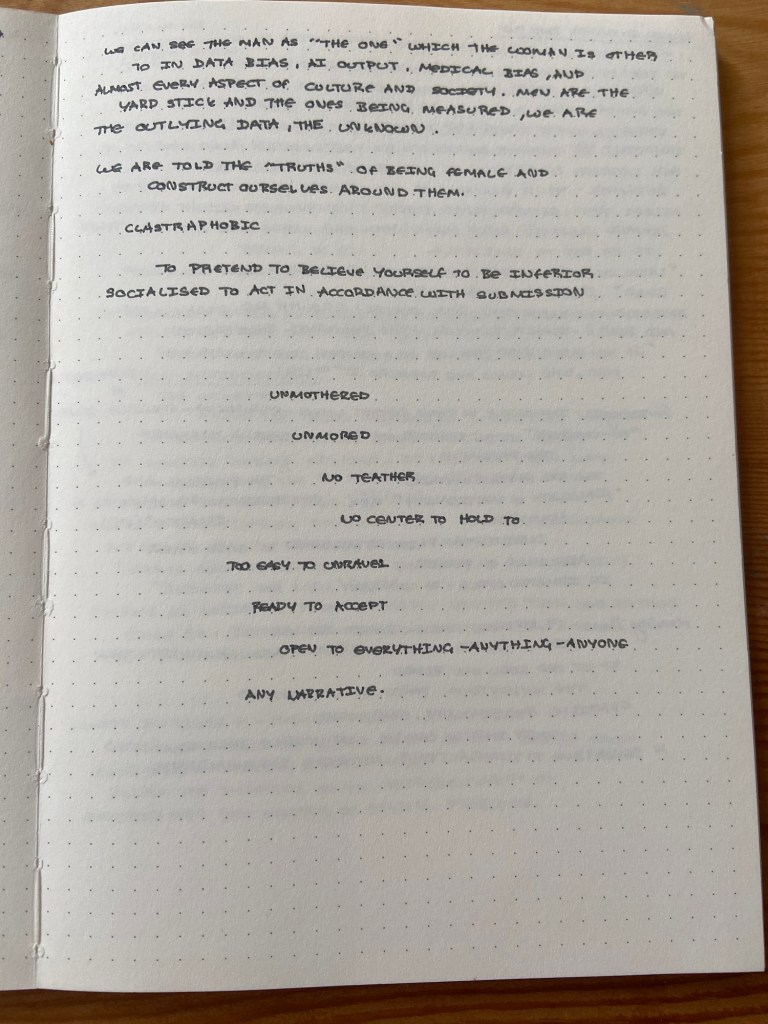 WE CAN SEE THE MAN AS "THE ONE" WHICH THE WOMAN IS OTHER
TO IN DATA BIAS, AI OUTPUT, MEDICAL BIAS, AND
ALMOST EVERY ASPECT OF CULTURE AND SOCIETY. MEN ARE THE
YARD STICK AND THE ONES BEING MEASURED, WE ARE
THE OUTLYING DATA, THE UNKNOWN.
WE ARE TOLD THE "TRUTHS" OF BEING FEMALE AND
CONSTRUCT OURSELVES AROUND THEM.
CLASTRAPHOBIC
TO PRETEND TO BELIEVE YOURSELF TO BE INFERIOR
SOCIALISED TO ACT IN ACCORDANCE WITH SUBMISSION
UNMOTHERED
UNMORED
NO TEATHER
NO CENTER TO HOLD TO
TOO EASY TO UNRAVEL
READY TO ACCEPT
OPEN TO EVERYTHING -ANYTHING -ANYONE
ANY NARRATIVE.